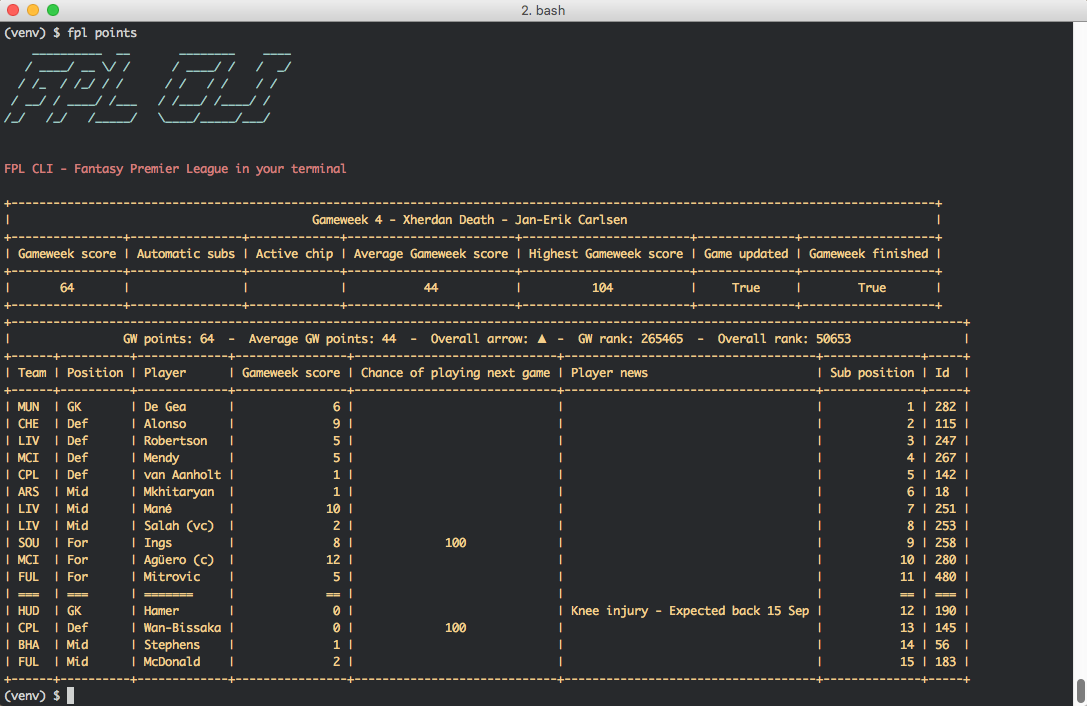 2. bash
(venv) $ fpl points
FPL CLI
FPL CLI - Fantasy Premier League in your terminal
Gameweek 4 - Xherdan Death - Jan-Erik Carlsen
| Gameweek score | Automatic subs | Active chip | Average Gameweek score | Highest Gameweek score | Game updated | Gameweek finished |
| 64 | | | 44 | 104 | True | True |
GW points: 64 - Average GW points: 44 - Overall arrow: ▲ - GW rank: 265465 - Overall rank: 50653
| Team | Position | Player | Gameweek score | Chance of playing next game | Player news | Sub position | Id |
| MUN | GK | De Gea | 6 | | | 1 | 282 |
| CHE | Def | Alonso | 9 | | | 2 | 115 |
| LIV | Def | Robertson | 5 | | | 3 | 247 |
| MCI | Def | Mendy | 5 | | | 4 | 267 |
| CPL | Def | van Aanholt | 1 | | | 5 | 142 |
| ARS | Mid | Mkhitaryan | 1 | | | 6 | 18 |
| LIV | Mid | Mané | 10 | | | 7 | 251 |
| LIV | Mid | Salah (vc) | 2 | | | 8 | 253 |
| SOU | For | Ings | 8 | 100 | | 9 | 258 |
| MCI | For | Agüero (c) | 12 | | | 10 | 280 |
| FUL | For | Mitrovic | 5 | | | 11 | 480 |
| === | === | ======= | == | | | == | === |
| HUD | GK | Hamer | 0 | | Knee injury - Expected back 15 Sep | 12 | 190 |
| CPL | Def | Wan-Bissaka | 0 | 100 | | 13 | 145 |
| BHA | Mid | Stephens | 1 | | | 14 | 56 |
| FUL | Mid | McDonald | 2 | | | 15 | 183 |
(venv) $